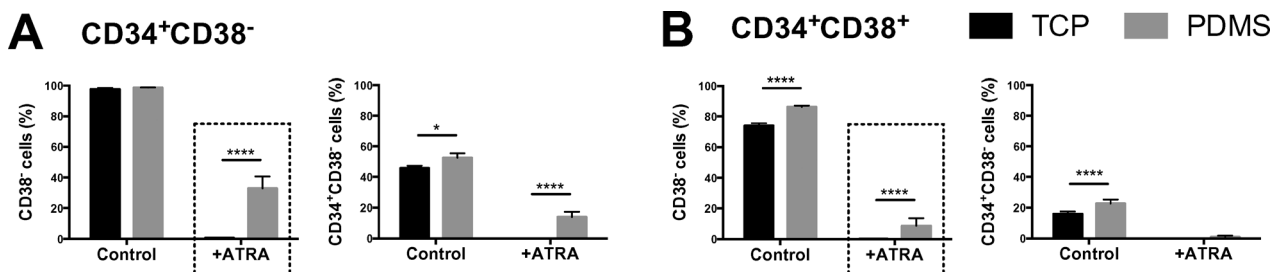 A CD34⁺CD38⁻
B CD34⁺CD38⁺
TCP PDMS
CD38⁻ cells (%)
100
80
60
40
20
0
****
Control +ATRA
CD34⁺CD38⁻ cells (%)
100
80
60
40
20
0
*
****
Control +ATRA
CD38⁻ cells (%)
100
80
60
40
20
0
****
****
Control +ATRA
CD34⁺CD38⁻ cells (%)
100
80
60
40
20
0
****
Control +ATRA